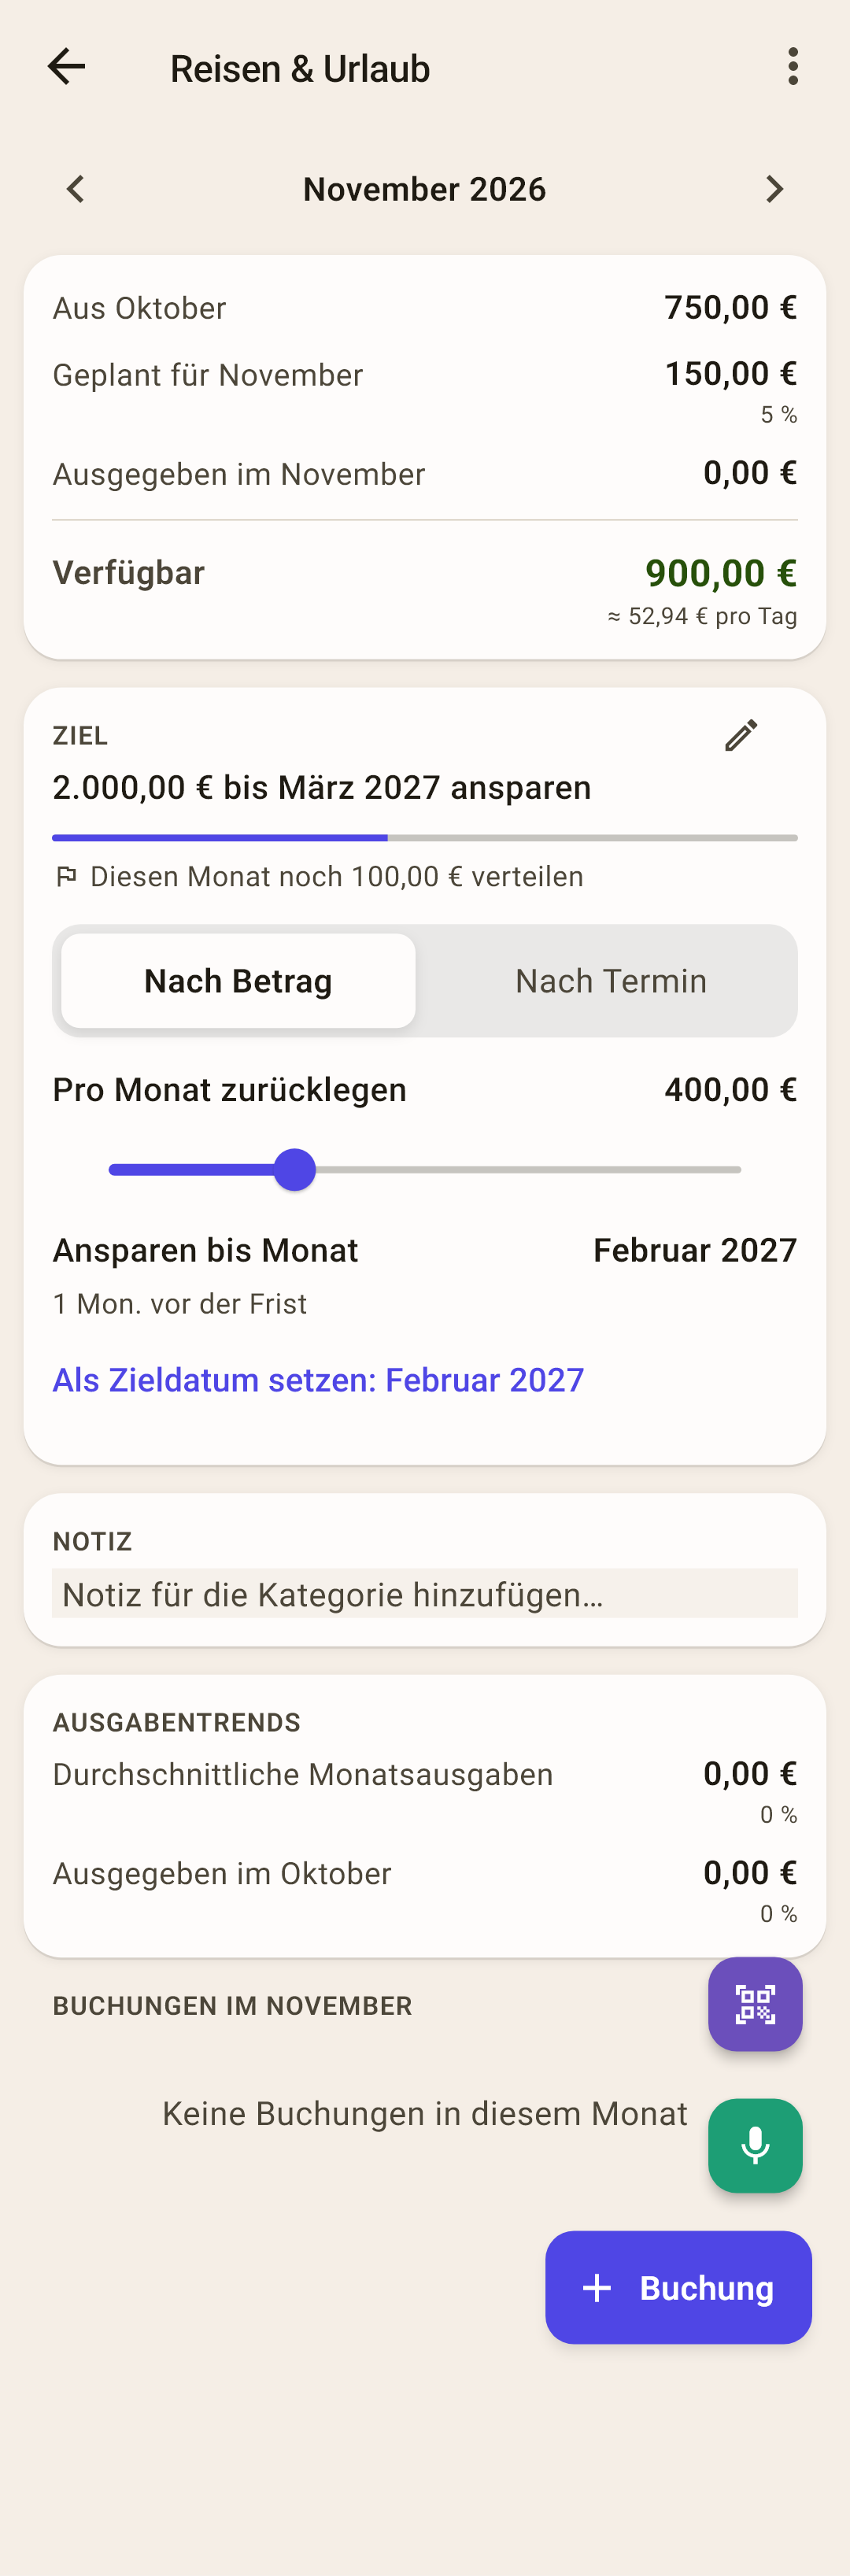 Reisen & Urlaub
November 2026
Aus Oktober 750,00 €
Geplant für November 150,00 €
5 %
Ausgegeben im November 0,00 €
Verfügbar 900,00 €
≈ 52,94 € pro Tag
ZIEL
2.000,00 € bis März 2027 ansparen
Diesen Monat noch 100,00 € verteilen
Nach Betrag Nach Termin
Pro Monat zurücklegen 400,00 €
Ansparen bis Monat Februar 2027
1 Mon. vor der Frist
Als Zieldatum setzen: Februar 2027
NOTIZ
Notiz für die Kategorie hinzufügen…
AUSGABENTRENDS
Durchschnittliche Monatsausgaben 0,00 €
0 %
Ausgegeben im Oktober 0,00 €
0 %
BUCHUNGEN IM NOVEMBER
Keine Buchungen in diesem Monat
Buchung